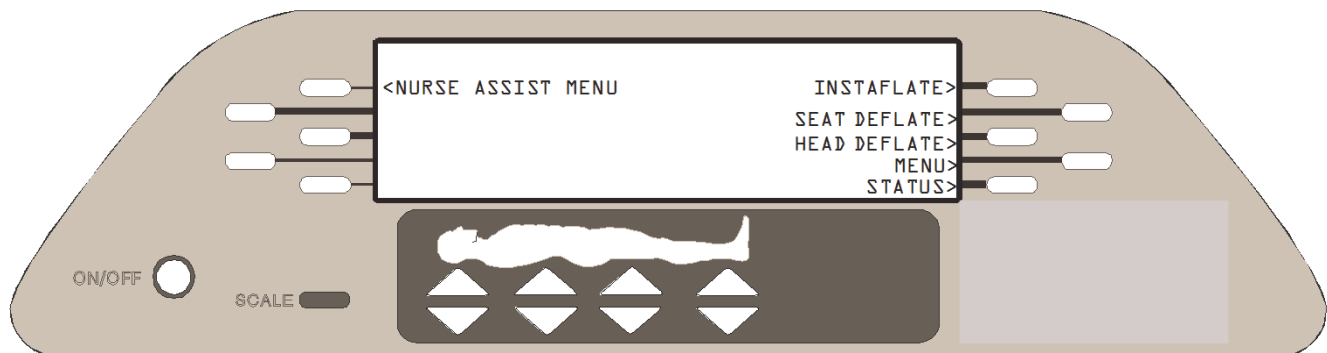 <NURSE ASSIST MENU
INSTAFLATE>
SEAT DEFLATE>
HEAD DEFLATE>
MENU>
STATUS>
ON/OFF
SCALE